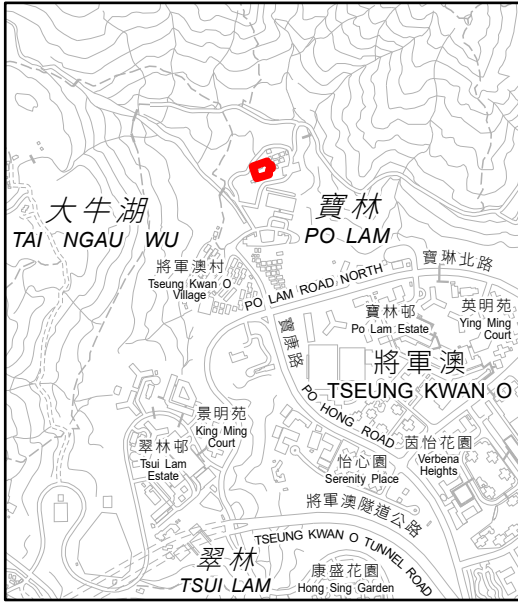 大牛湖
TAI NGAU WU
寶林
PO LAM
將軍澳村
Tseung Kwan O
Village
PO LAM ROAD NORTH
寶琳北路
寶康路
PO HONG ROAD
寶林邨
Po Lam Estate
英明苑
Ying Ming
Court
將軍澳
TSEUNG KWAN O
景明苑
King Ming
Court
翠林邨
Tsui Lam
Estate
怡心園
Serenity Place
茵怡花園
Verbena
Heights
將軍澳隧道公路
TSEUNG KWAN O TUNNEL ROAD
翠林
TSUI LAM
康盛花園
Hong Sing Garden